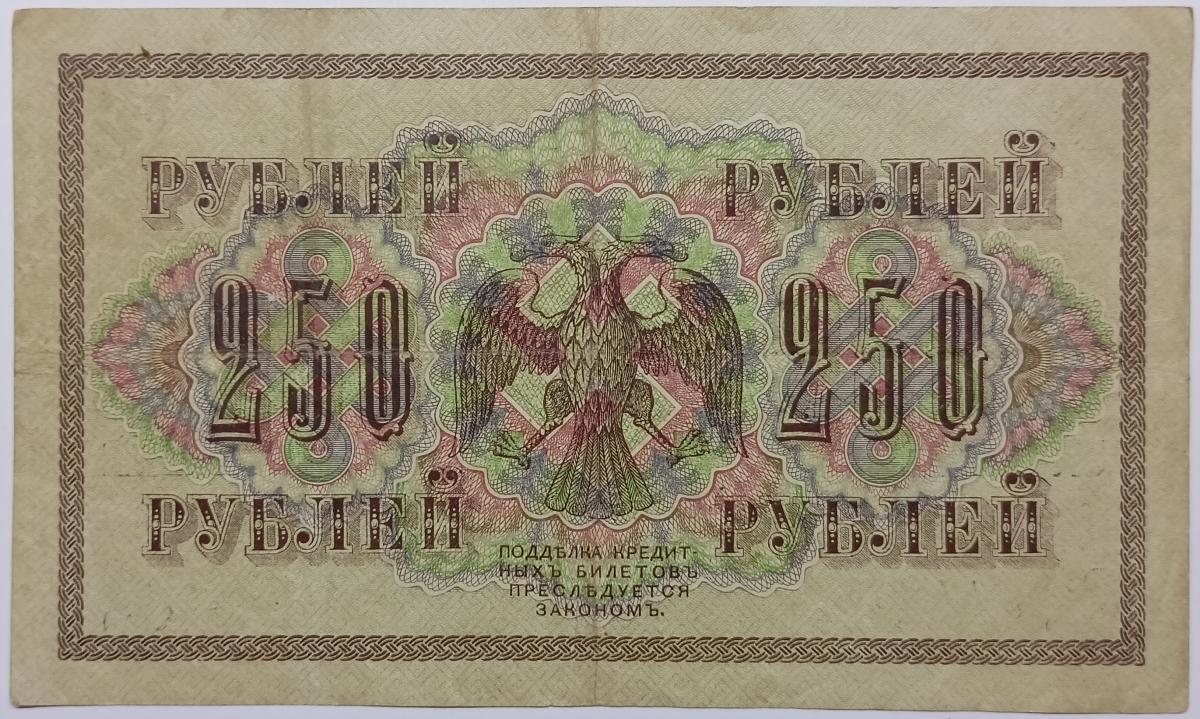 РУБЛЕЙ РУБЛЕЙ
250 250
РУБЛЕЙ РУБЛЕЙ
ПОДДѢЛКА КРЕДИТ-
НЫХЪ БИЛЕТОВЪ
ПРЕСЛѢДУЕТСЯ
ЗАКОНОМЪ.